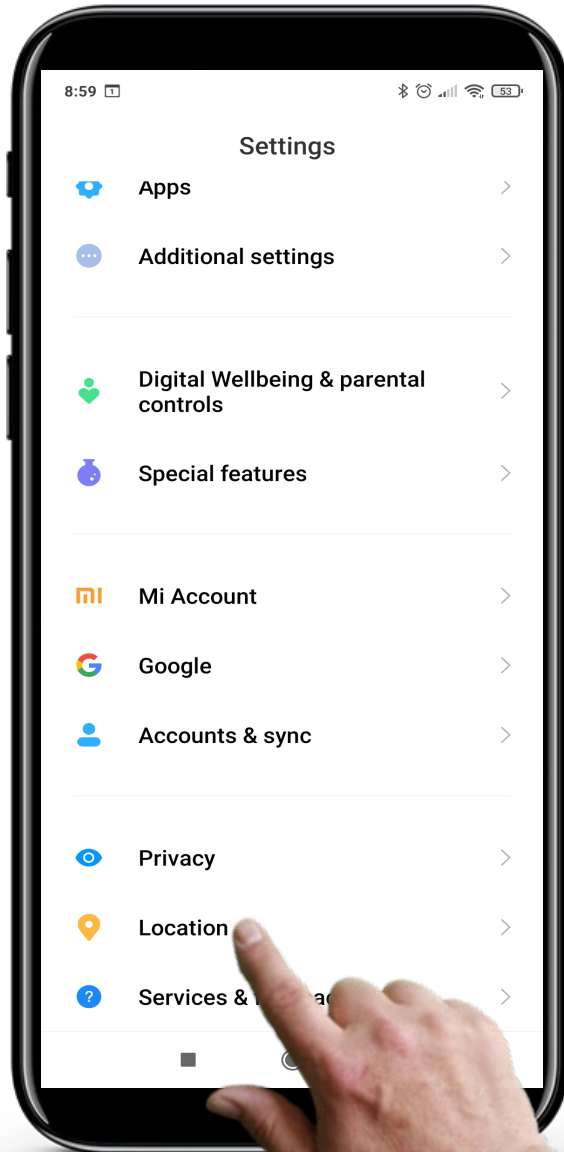 8:59 1 53
Settings
Apps
Additional settings
Digital Wellbeing & parental
controls
Special features
Mi Account
Google
Accounts & sync
Privacy
Location
? Services &